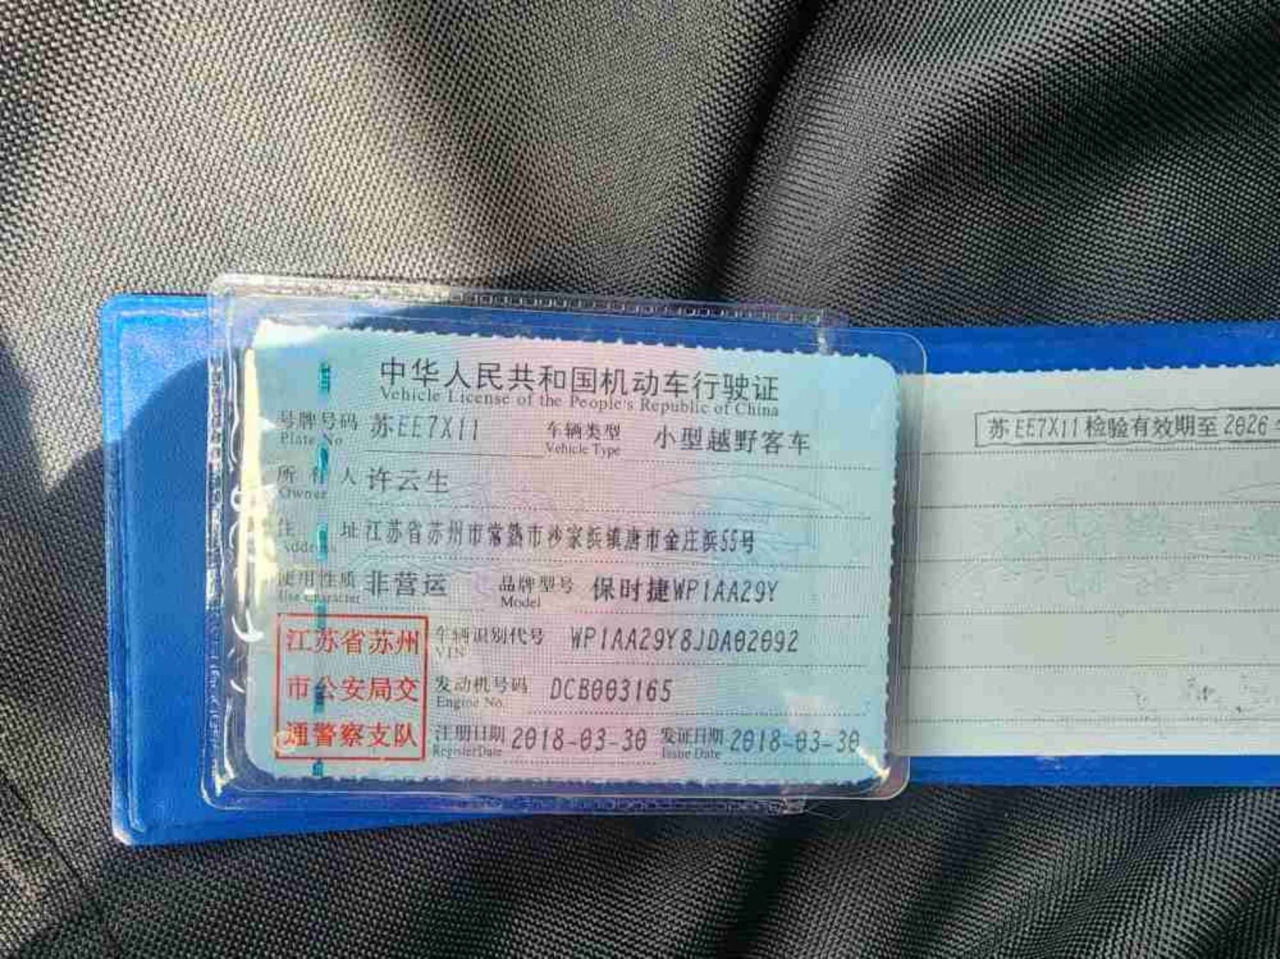 中华人民共和国机动车行驶证
Vehicle License of the People's Republic of China
号牌号码 苏EE7X11 车辆类型 小型越野客车
Plate No. Vehicle Type
所有人 许云生
Owner
住址 江苏省苏州市常熟市沙家浜镇唐市金庄浜55号
Address
使用性质 非营运 品牌型号 保时捷WP1AA29Y
Use Character Model
江苏省苏州
市公安局交
通警察支队
车辆识别代号 WP1AA29Y8JDA02092
VIN
发动机号码 DCB003165
Engine No.
注册日期 2018-03-30 发证日期 2018-03-30
Register Date Issue Date
苏EE7X11检验有效期至2026